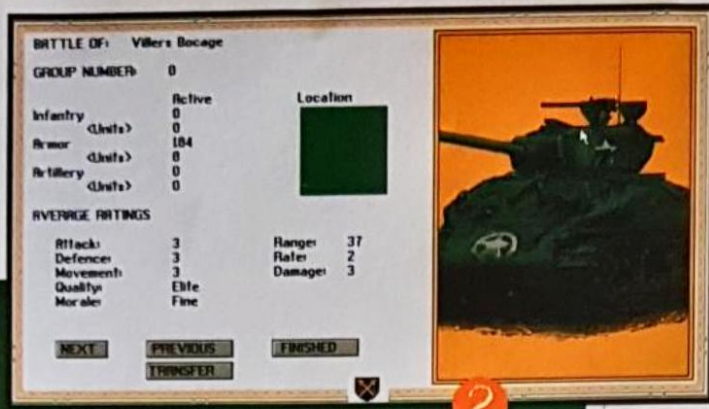 BATTLE OF: Villers Bocage
GROUP NUMBER: 0
Active Location
Infantry 0
<Units> 0
Armor 184
<Units> 8
Artillery 0
<Units> 0
AVERAGE RATINGS
Attack: 3 Range: 37
Defence: 3 Rate: 2
Movement: 3 Damage: 3
Quality: Elite
Morale: Fine
NEXT PREVIOUS FINISHED
TRANSFER
2